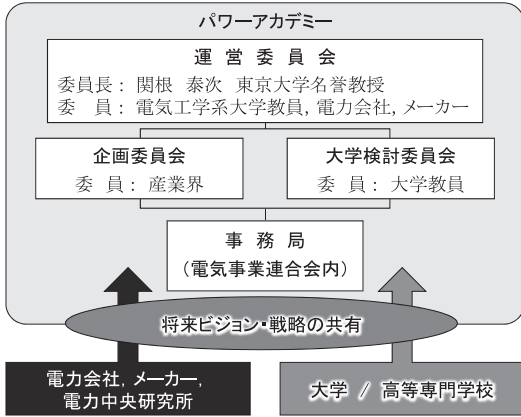 パワーアカデミー
運営委員会
委員長： 関根 泰次 東京大学名誉教授
委 員： 電気工学系大学教員, 電力会社, メーカー
企画委員会
委 員： 産業界
大学検討委員会
委 員： 大学教員
事務局
（電気事業連合会内）
将来ビジョン・戦略の共有
電力会社, メーカー,
電力中央研究所
大学 / 高等専門学校